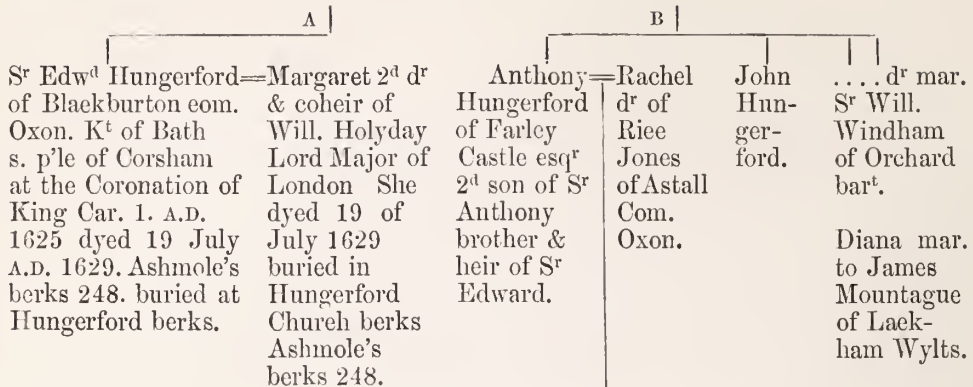 A
B
Sʳ Edwᵈ Hungerford=
of Blackburton com.
Oxon. Kᵗ of Bath
s. p'le of Corsham
at the Coronation of
King Car. 1. A.D.
1625 dyed 19 July
A.D. 1629. Ashmole's
berks 248. buried at
Hungerford berks.
Margaret 2ᵈ dʳ
& coheir of
Will. Holyday
Lord Major of
London She
dyed 19 of
July 1629
buried in
Hungerford
Church berks
Ashmole's
berks 248.
Anthony=
Hungerford
of Farley
Castle esqʳ
2ᵈ son of Sʳ
Anthony
brother &
heir of Sʳ
Edward.
Rachel
dʳ of
Rice
Jones
of Astall
Com.
Oxon.
John
Hun-
ger-
ford.
.... dʳ mar.
Sʳ Will.
Windham
of Orchard
barᵗ.
Diana mar.
to James
Mountague
of Lack-
ham Wylts.